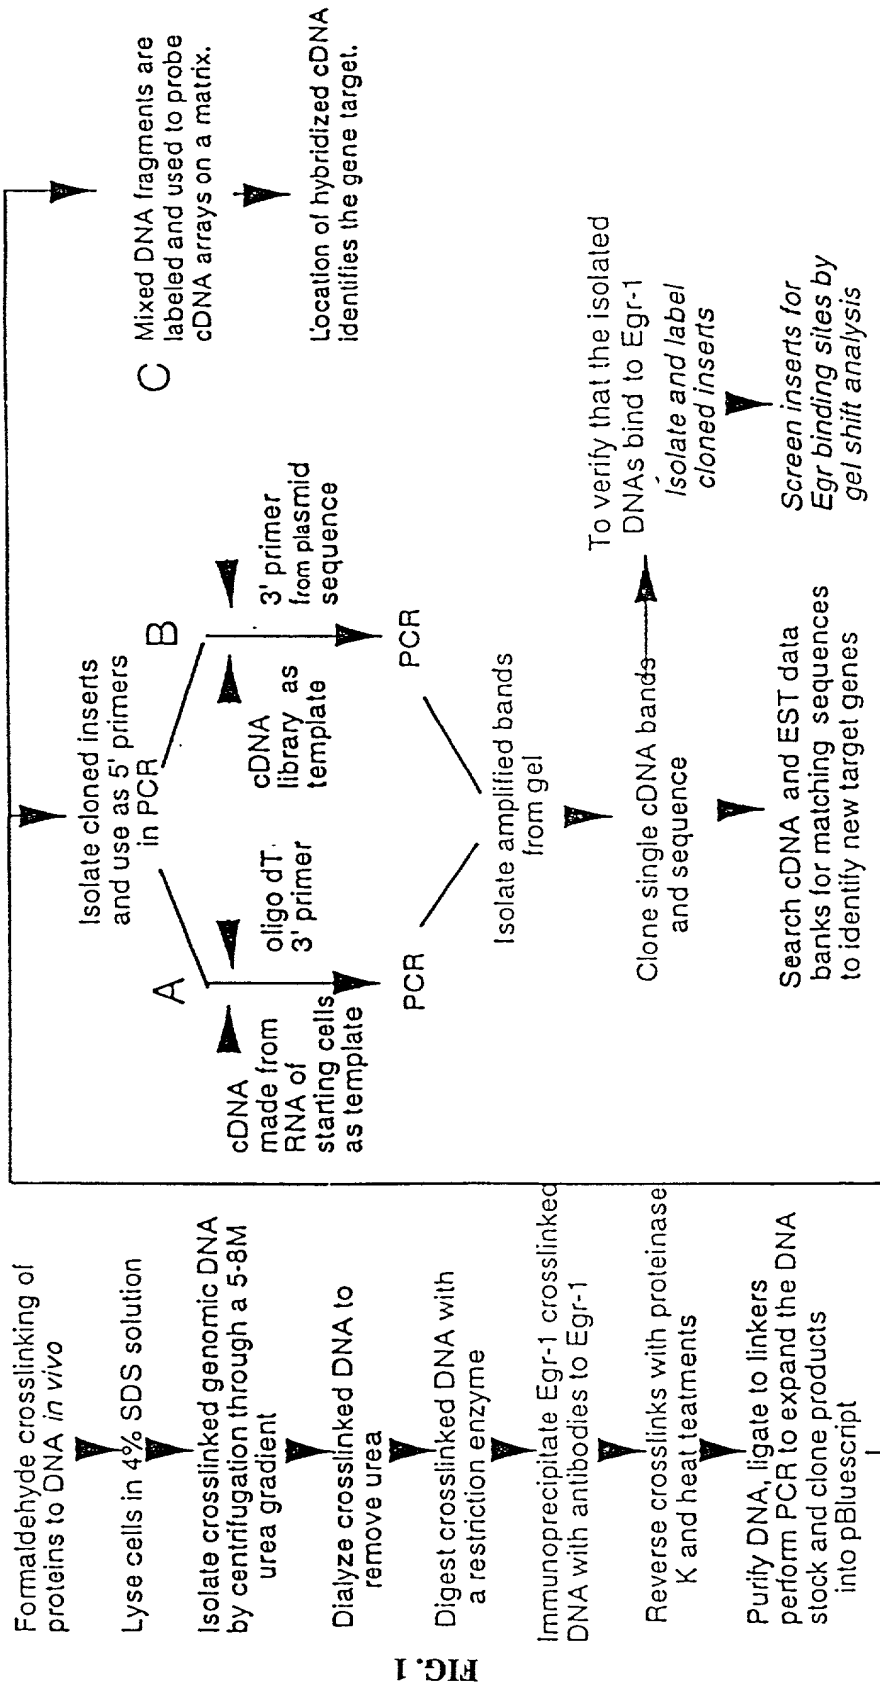 Formaldehyde crosslinking of
proteins to DNA in vivo
Lyse cells in 4% SDS solution
Isolate crosslinked genomic DNA
by centrifugation through a 5-8M
urea gradient
Dialyze crosslinked DNA to
remove urea
Digest crosslinked DNA with
a restriction enzyme
Immunoprecipitate Egr-1 crosslinked
DNA with antibodies to Egr-1
Reverse crosslinks with proteinase
K and heat teatments
Purify DNA, ligate to linkers
perform PCR to expand the DNA
stock and clone products
into pBluescript
Isolate cloned inserts
and use as 5' primers
in PCR
A
cDNA
made from
RNA of
starting cells
as template
oligo dT
3' primer
PCR
B
cDNA
library as
template
3' primer
from plasmid
sequence
PCR
Isolate amplified bands
from gel
Clone single cDNA bands
and sequence
Search cDNA and EST data
banks for matching sequences
to identify new target genes
To verify that the isolated
DNAs bind to Egr-1
Isolate and label
cloned inserts
Screen inserts for
Egr binding sites by
gel shift analysis
C
Mixed DNA fragments are
labeled and used to probe
cDNA arrays on a matrix.
Location of hybridized cDNA
identifies the gene target.
FIG. 1